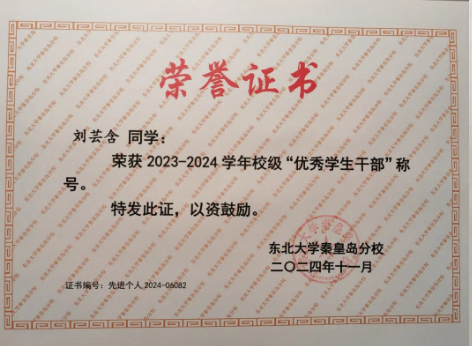 荣誉证书
刘芸含 同学：
荣获 2023-2024 学年校级“优秀学生干部”称
号。
特发此证，以资鼓励。
东北大学秦皇岛分校
二〇二四年十一月
证书编号：先进个人 2024-06082